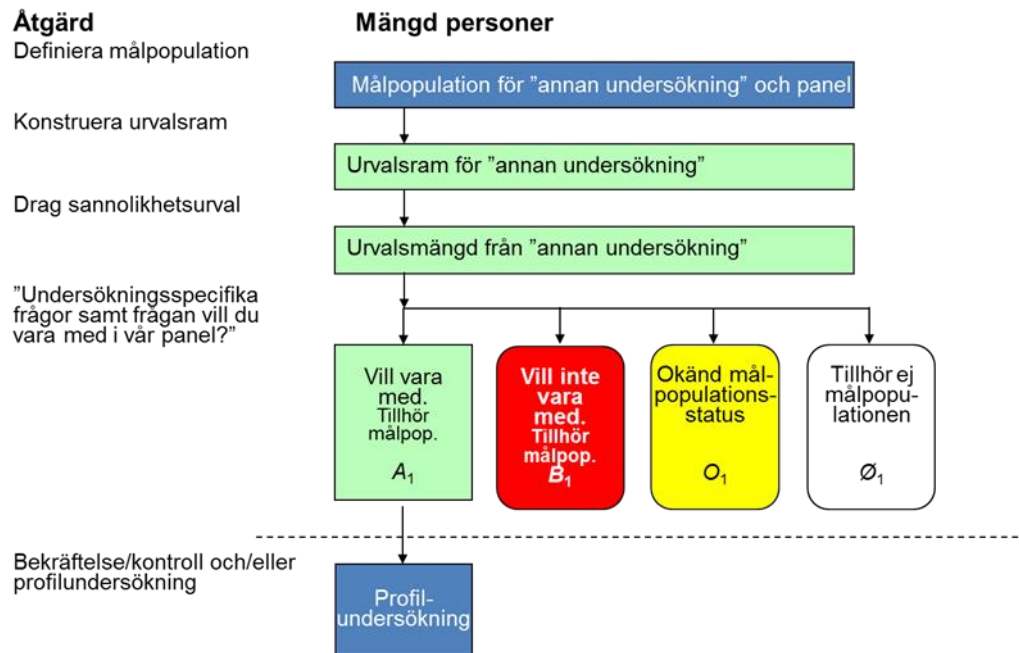 Åtgärd
Mängd personer
Definiera målpopulation
Målpopulation för ”annan undersökning” och panel
Konstruera urvalsram
Urvalsram för ”annan undersökning”
Drag sannolikhetsurval
Urvalsmängd från ”annan undersökning”
”Undersökningsspecifika
frågor samt frågan vill du
vara med i vår panel?”
Vill vara
med.
Tillhör
målpop.
A₁
Vill inte
vara
med.
Tillhör
målpop.
B₁
Okänd mål-
populations-
status
O₁
Tillhör ej
målpopu-
lationen
Ø₁
Bekräftelse/kontroll och/eller
profilundersökning
Profil-
undersökning